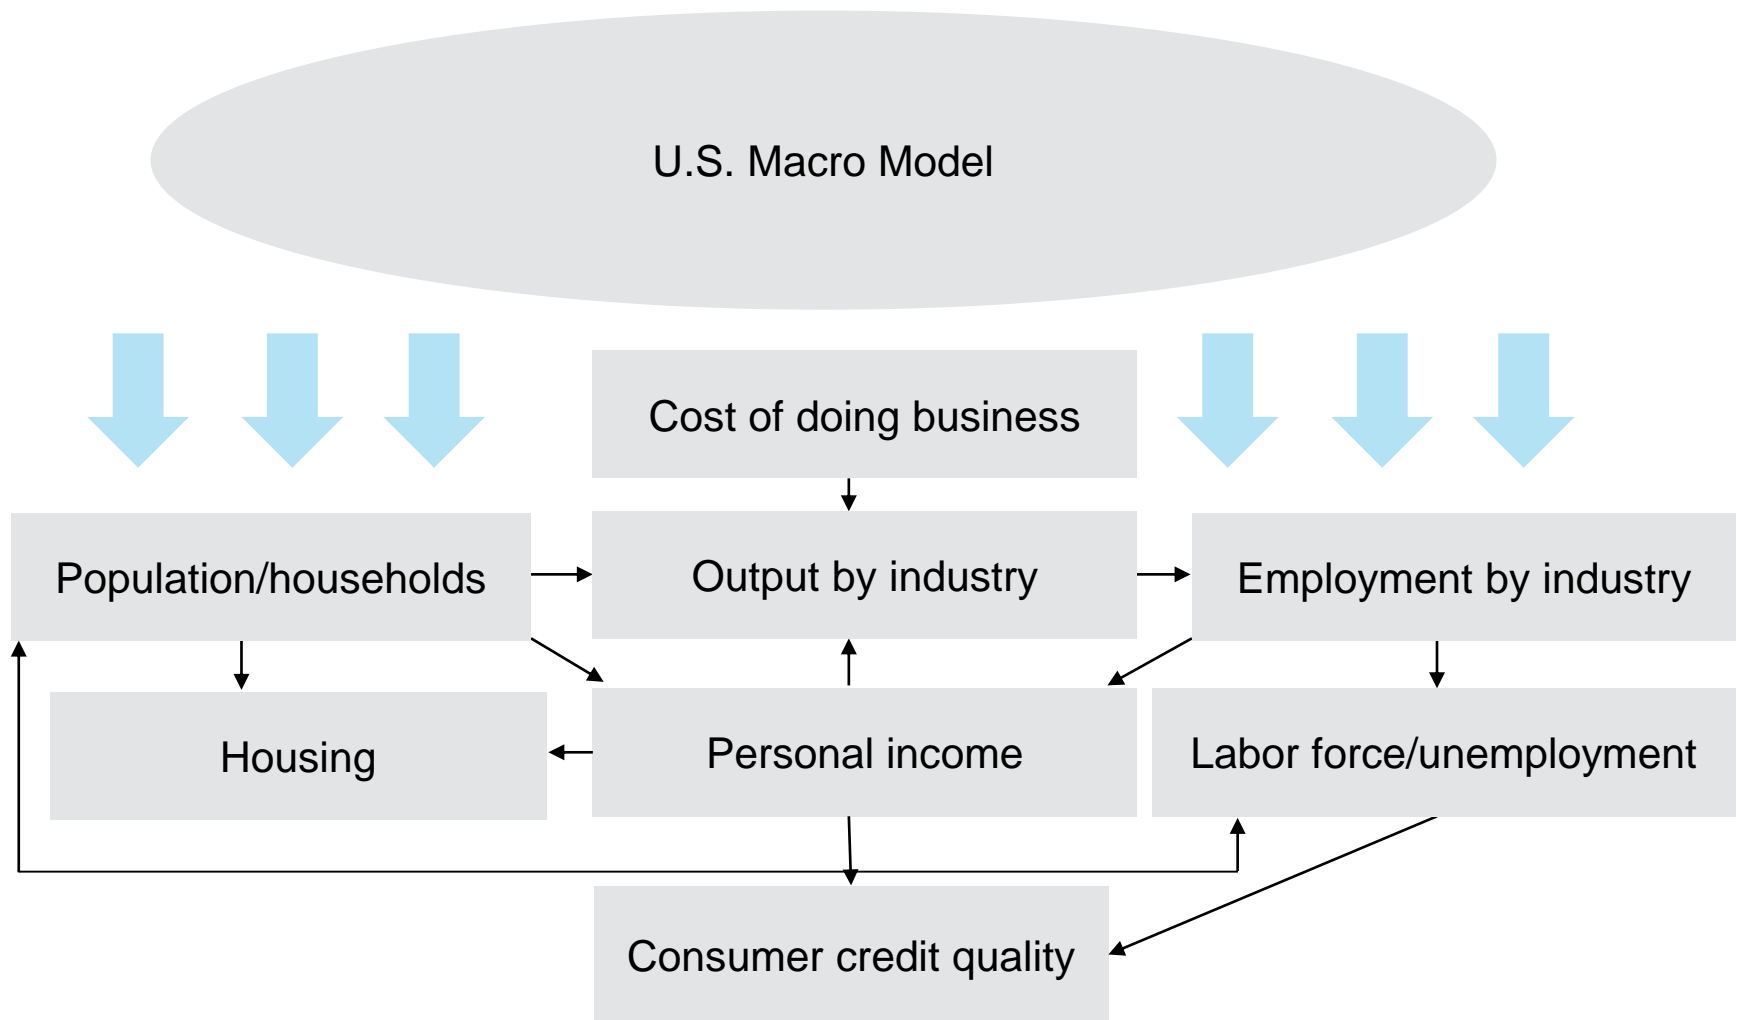 U.S. Macro Model
Cost of doing business
Population/households
Output by industry
Employment by industry
Housing
Personal income
Labor force/unemployment
Consumer credit quality